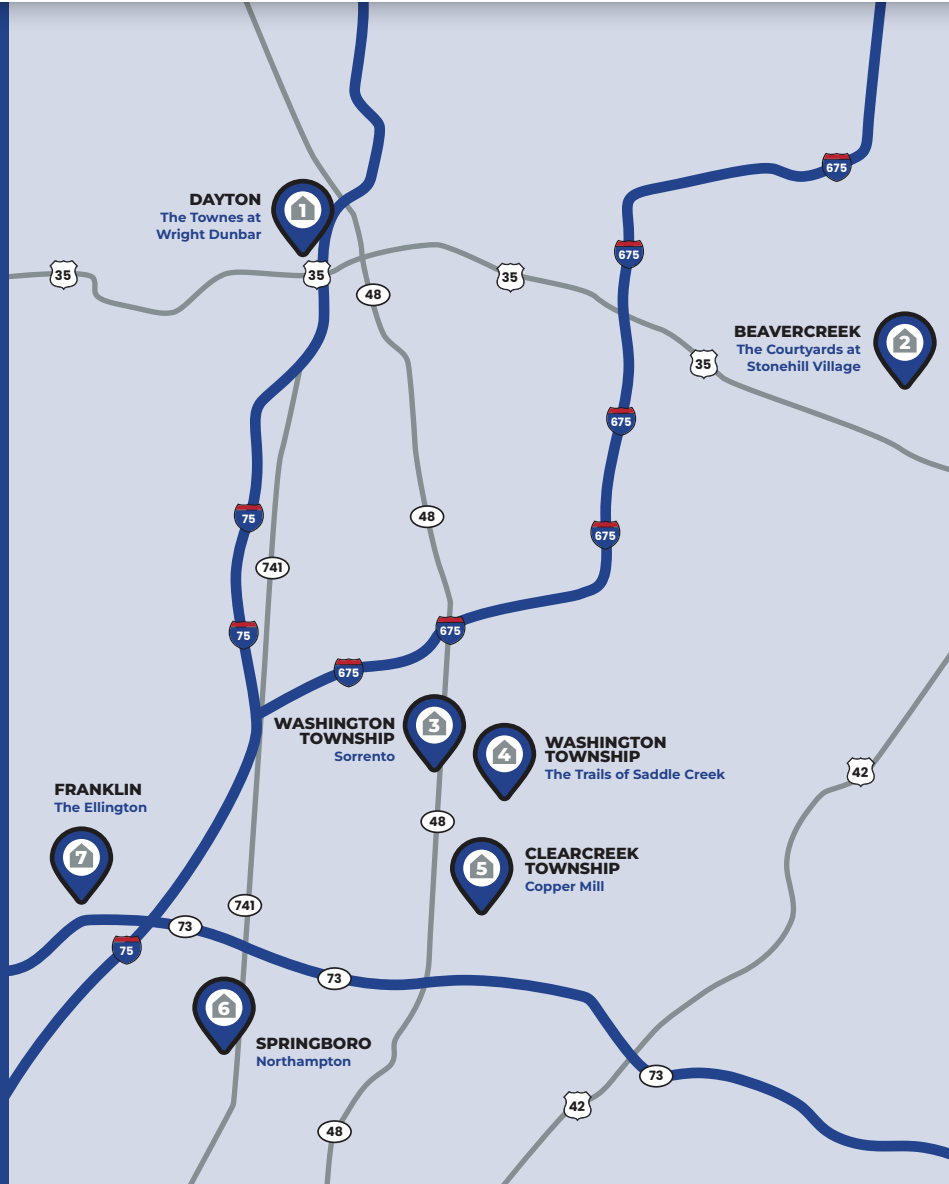 675
DAYTON
The Townes at
Wright Dunbar
1
675
35
35
48
35
BEAVERCREEK
The Courtyards at
Stonehill Village
2
35
675
75
48
675
741
75
675
675
WASHINGTON
TOWNSHIP
Sorrento
3
4
WASHINGTON
TOWNSHIP
The Trails of Saddle Creek
42
FRANKLIN
The Ellington
7
48
5
CLEARCREEK
TOWNSHIP
Copper Mill
741
73
75
73
6
SPRINGBORO
Northampton
73
42
48